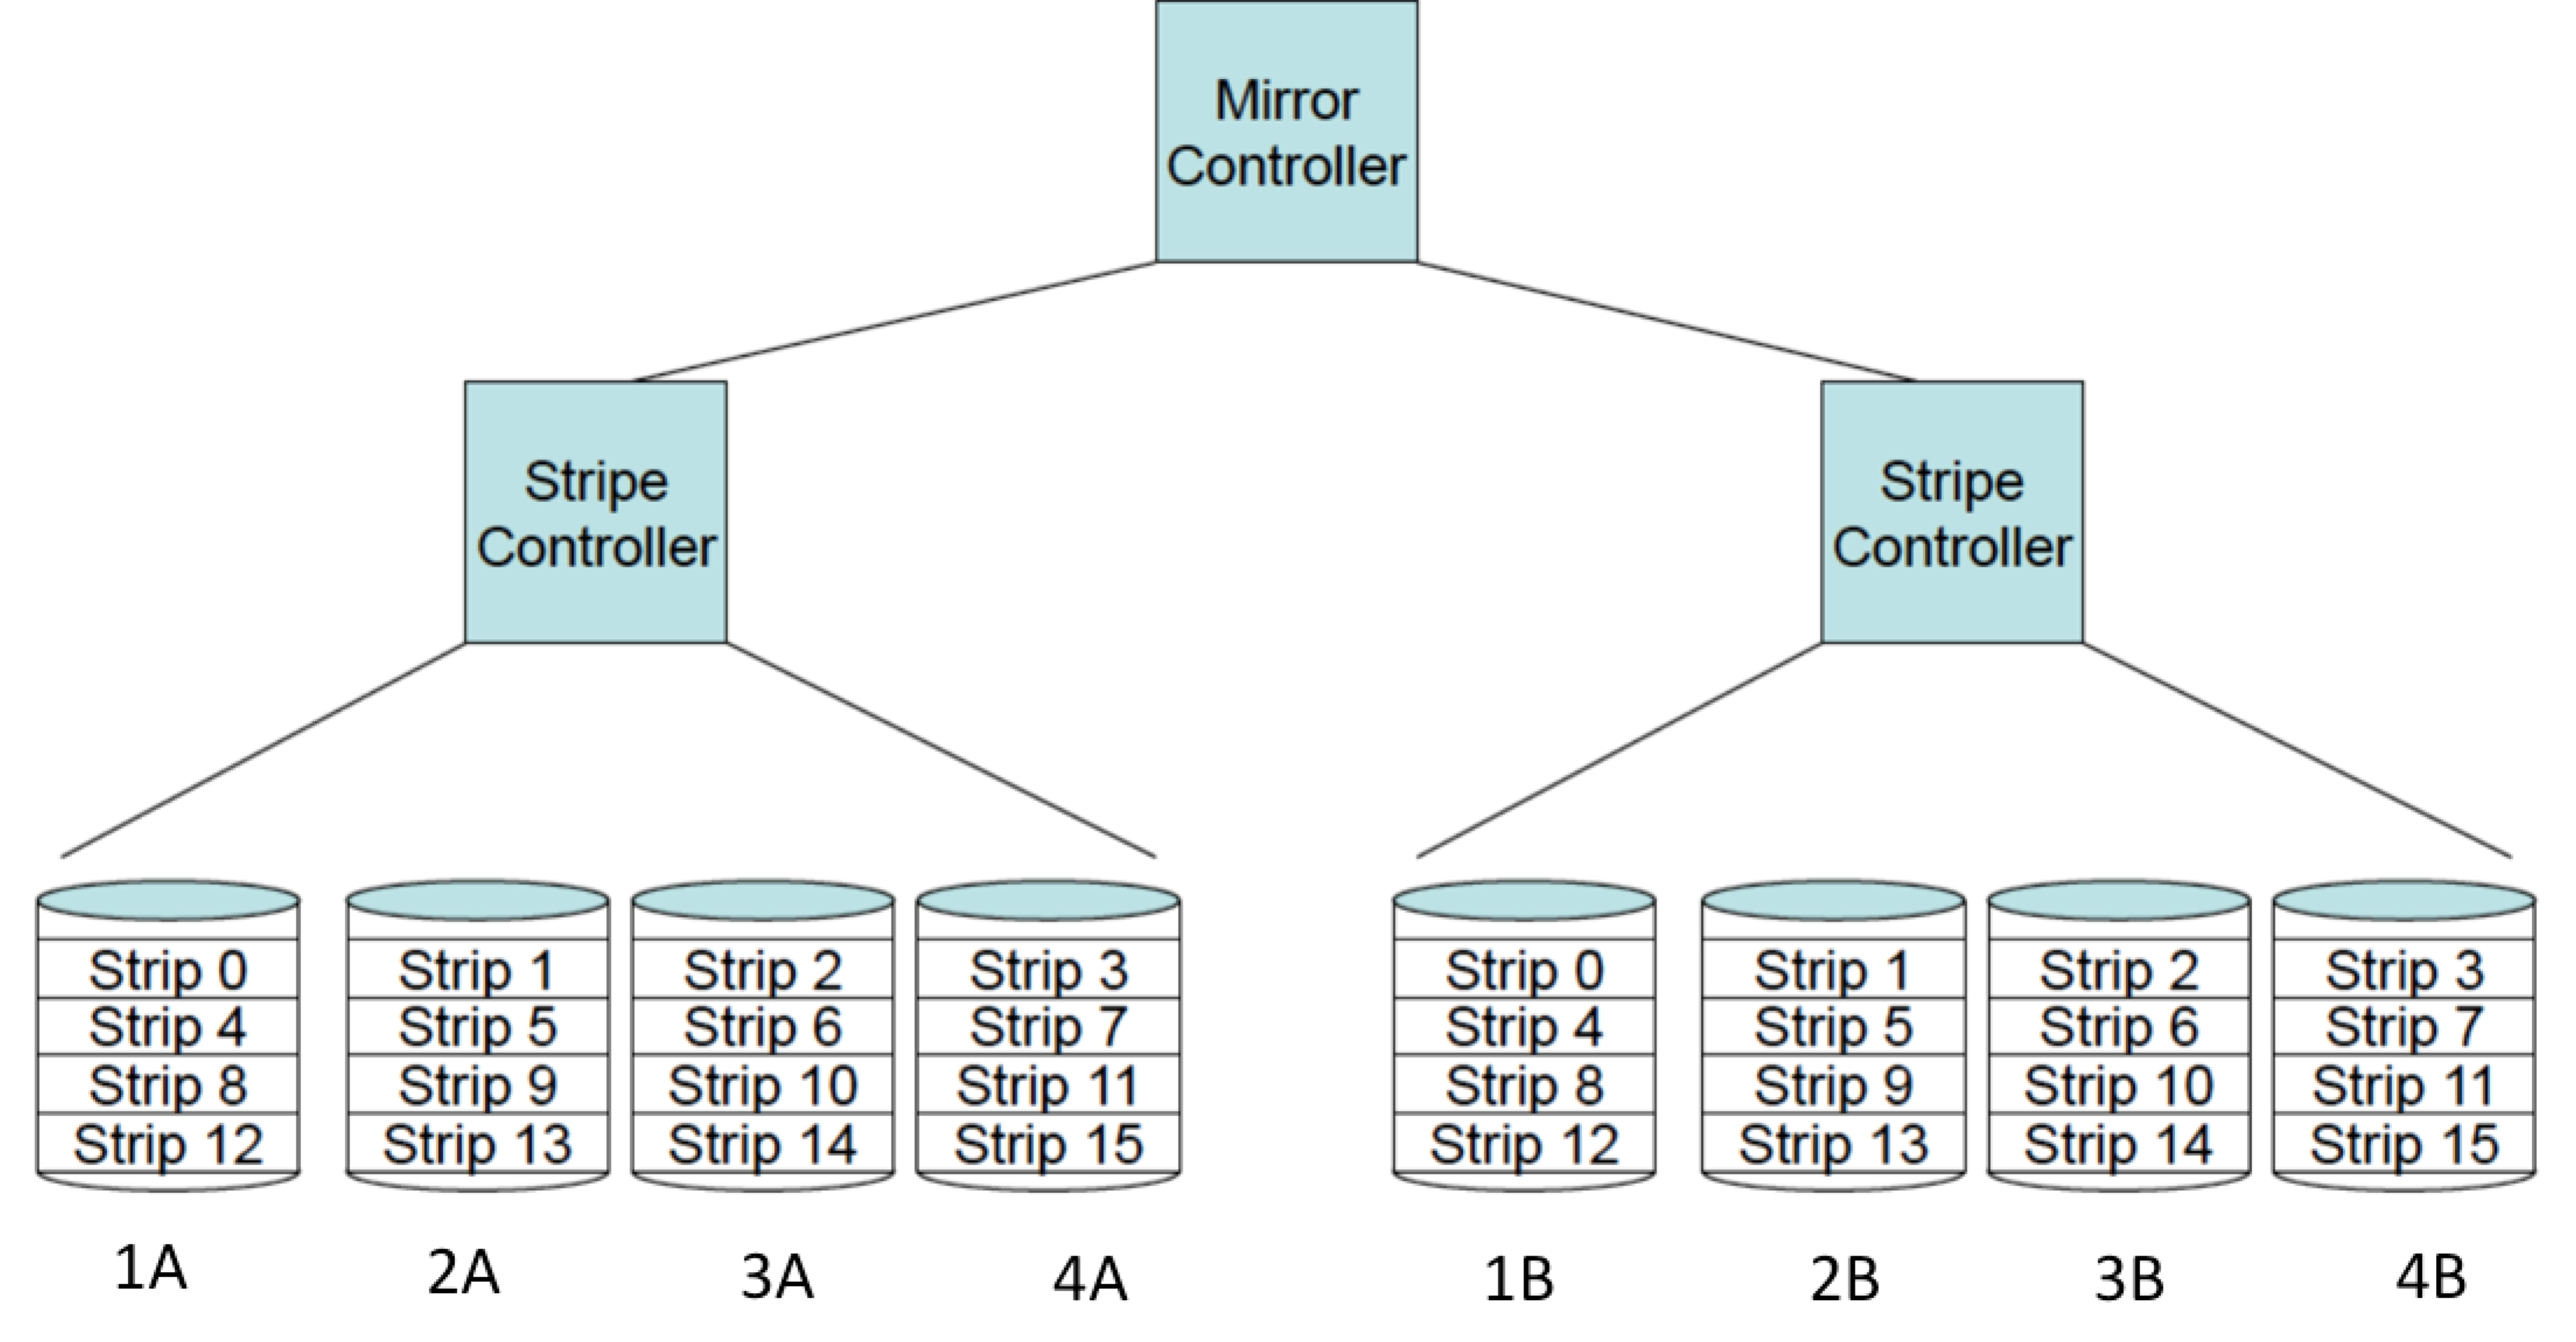 Mirror
Controller
Stripe
Controller
Stripe
Controller
Strip 0
Strip 4
Strip 8
Strip 12
Strip 1
Strip 5
Strip 9
Strip 13
Strip 2
Strip 6
Strip 10
Strip 14
Strip 3
Strip 7
Strip 11
Strip 15
Strip 0
Strip 4
Strip 8
Strip 12
Strip 1
Strip 5
Strip 9
Strip 13
Strip 2
Strip 6
Strip 10
Strip 14
Strip 3
Strip 7
Strip 11
Strip 15
1A
2A
3A
4A
1B
2B
3B
4B